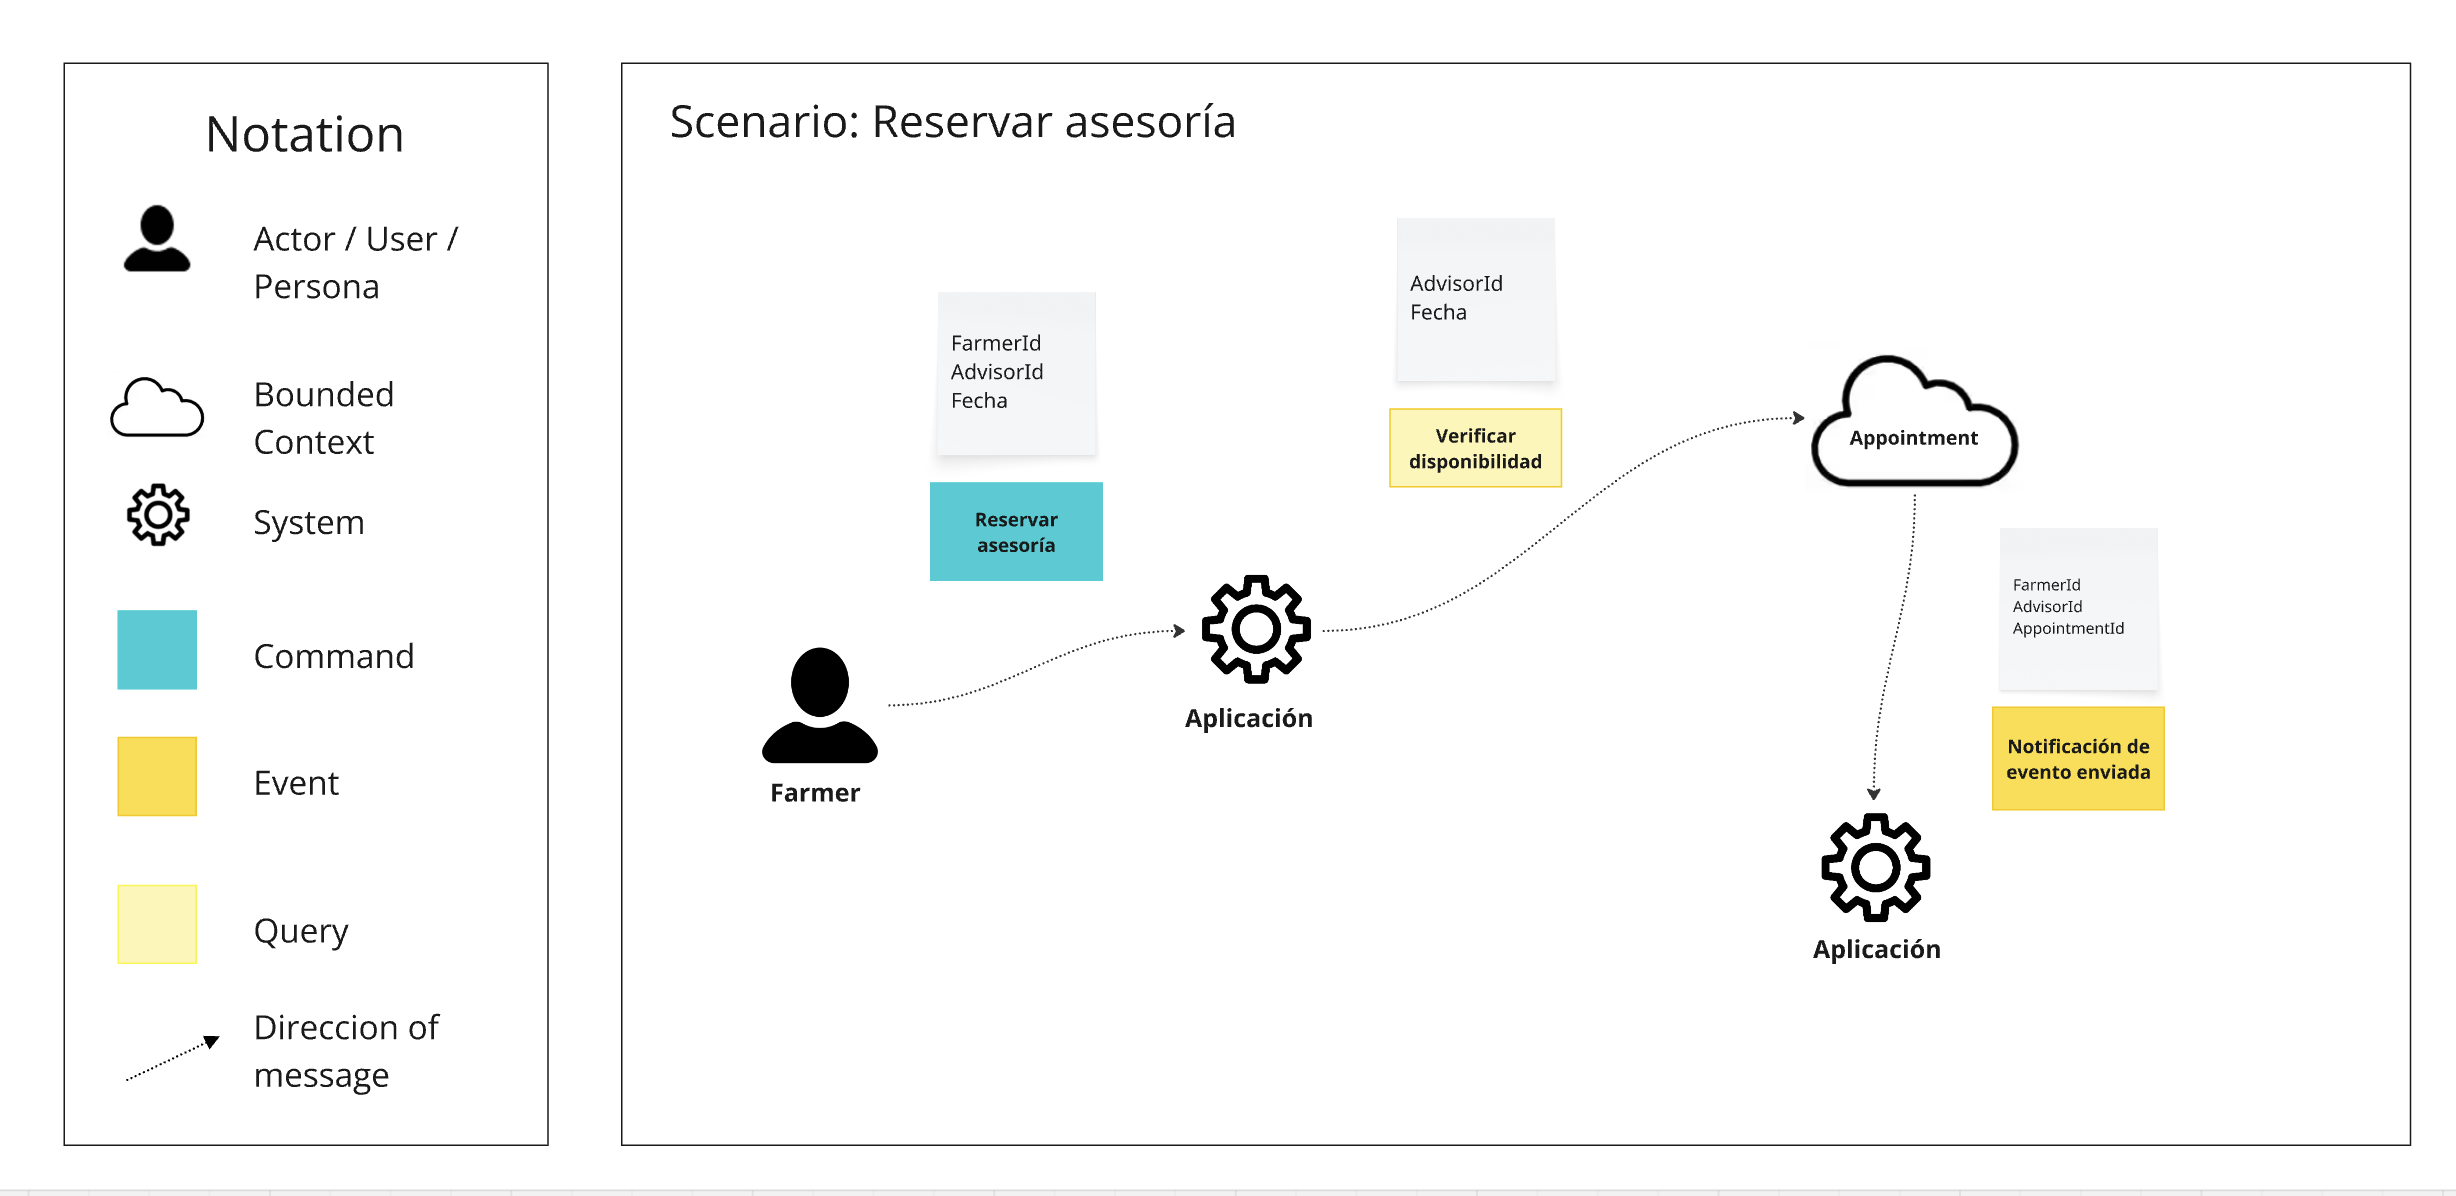 Notation
Actor / User /
Persona
Bounded
Context
System
Command
Event
Query
Direccion of
message
Scenario: Reservar asesoría
FarmerId
AdvisorId
Fecha
Reservar
asesoría
Farmer
Aplicación
AdvisorId
Fecha
Verificar
disponibilidad
Appointment
FarmerId
AdvisorId
AppointmentId
Notificación de
evento enviada
Aplicación